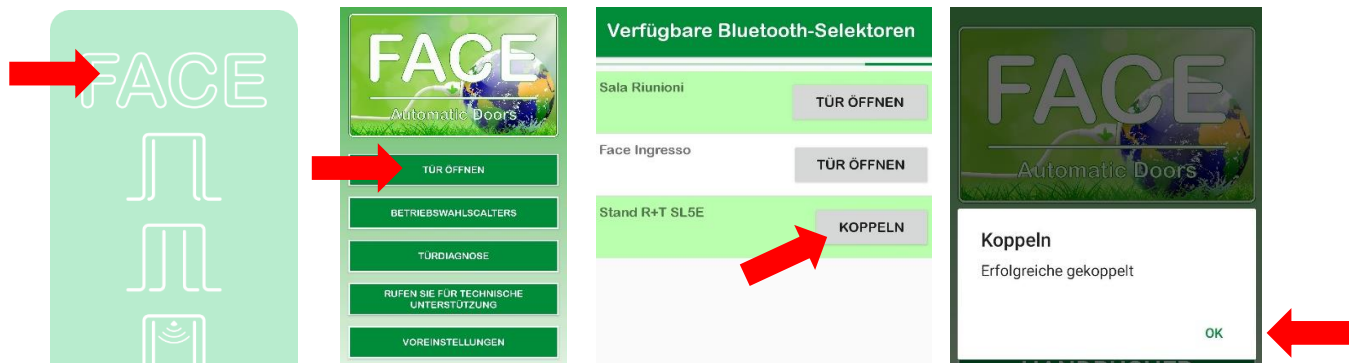 FACE
FACE
Automatic Doors
TÜR ÖFFNEN
BETRIEBSWAHLSCALTERS
TÜRDIAGNOSE
RUFEN SIE FÜR TECHNISCHE
UNTERSTÜTZUNG
VOREINSTELLUNGEN
Verfügbare Bluetooth-Selektoren
Sala Riunioni
TÜR ÖFFNEN
Face Ingresso
TÜR ÖFFNEN
Stand R+T SL5E
KOPPELN
FACE
Automatic Doors
Koppeln
Erfolgreiche gekoppelt
OK